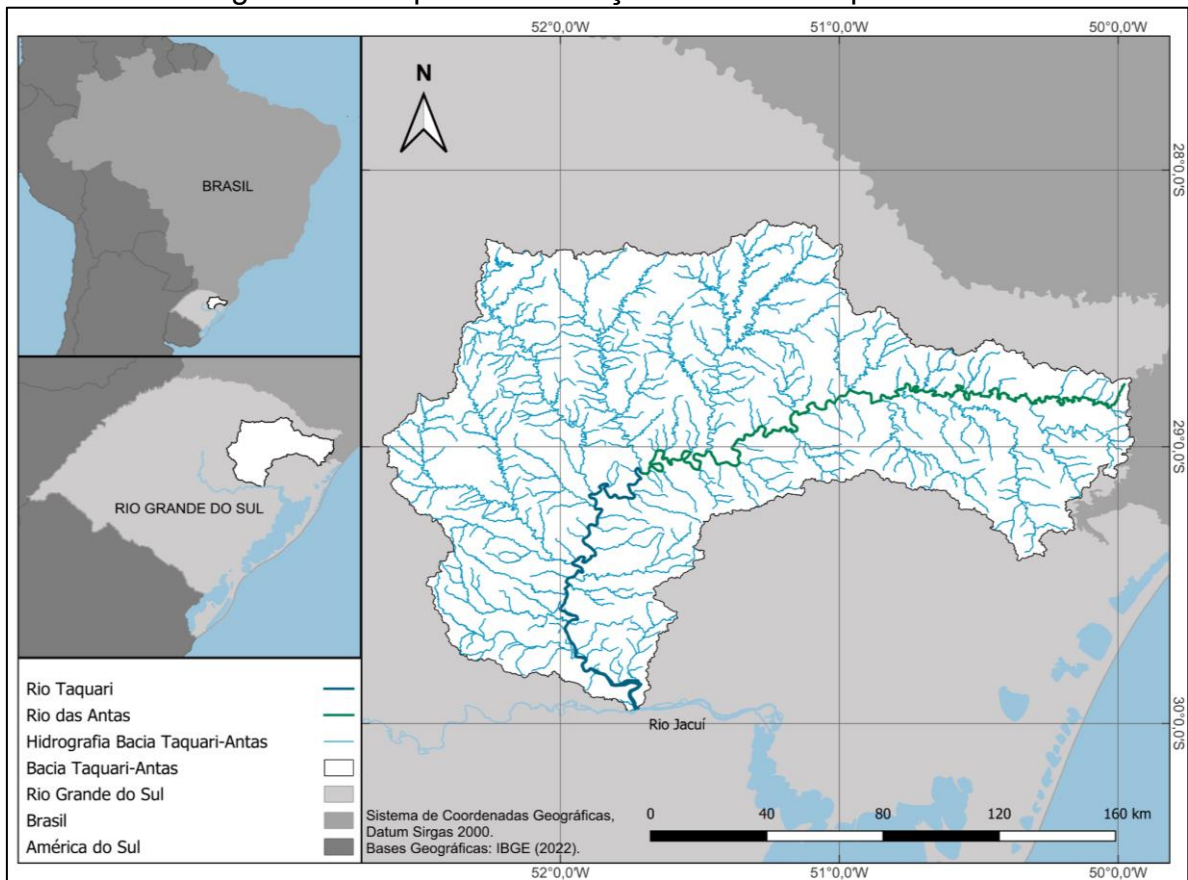 52°0,0'W 51°0,0'W 50°0,0'W
N
28°0,0'S
BRASIL
29°0,0'S
RIO GRANDE DO SUL
Rio Jacuí
30°0,0'S
Rio Taquari
Rio das Antas
Hidrografia Bacia Taquari-Antas
Bacia Taquari-Antas
Rio Grande do Sul
Brasil
América do Sul
Sistema de Coordenadas Geográficas,
Datum Sirgas 2000.
Bases Geográficas: IBGE (2022).
0 40 80 120 160 km
52°0,0'W 51°0,0'W 50°0,0'W